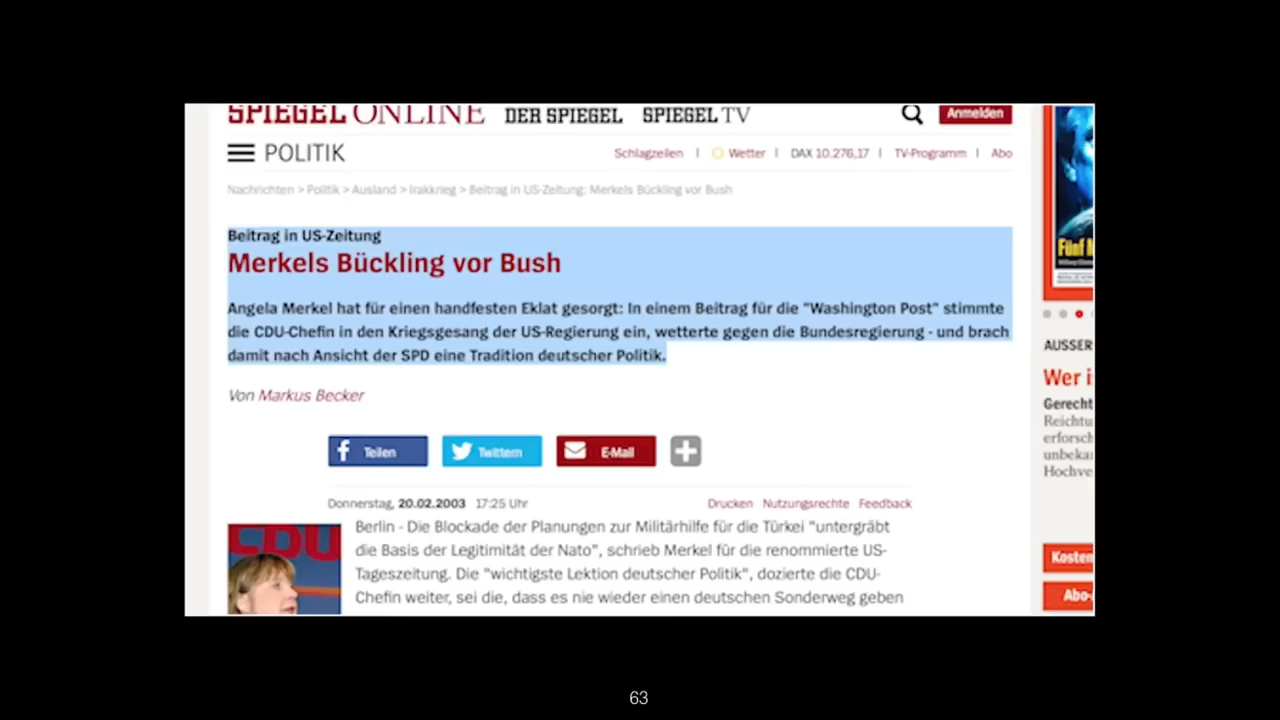 SPIEGEL ONLINE DER SPIEGEL SPIEGEL TV
Anmelden
POLITIK
Schlagzeilen | Wetter | DAX 10.276,17 | TV-Programm | Abo
Nachrichten > Politik > Ausland > Irakkrieg > Beitrag in US-Zeitung: Merkels Bückling vor Bush
Beitrag in US-Zeitung
Merkels Bückling vor Bush
Angela Merkel hat für einen handfesten Eklat gesorgt: In einem Beitrag für die "Washington Post" stimmte
die CDU-Chefin in den Kriegsgesang der US-Regierung ein, wetterte gegen die Bundesregierung - und brach
damit nach Ansicht der SPD eine Tradition deutscher Politik.
Von Markus Becker
Teilen
Twittern
E-Mail
Donnerstag, 20.02.2003 17:25 Uhr
Drucken Nutzungsrechte Feedback
Berlin - Die Blockade der Planungen zur Militärhilfe für die Türkei "untergräbt
die Basis der Legitimität der Nato", schrieb Merkel für die renommierte US-
Tageszeitung. Die "wichtigste Lektion deutscher Politik", dozierte die CDU-
Chefin weiter, sei die, dass es nie wieder einen deutschen Sonderweg geben
CDU
Fünf
AUSSER
Wer i
Gerecht
Reichtu
erforsch
unbekan
Hochve
Kosten
Abo-
63